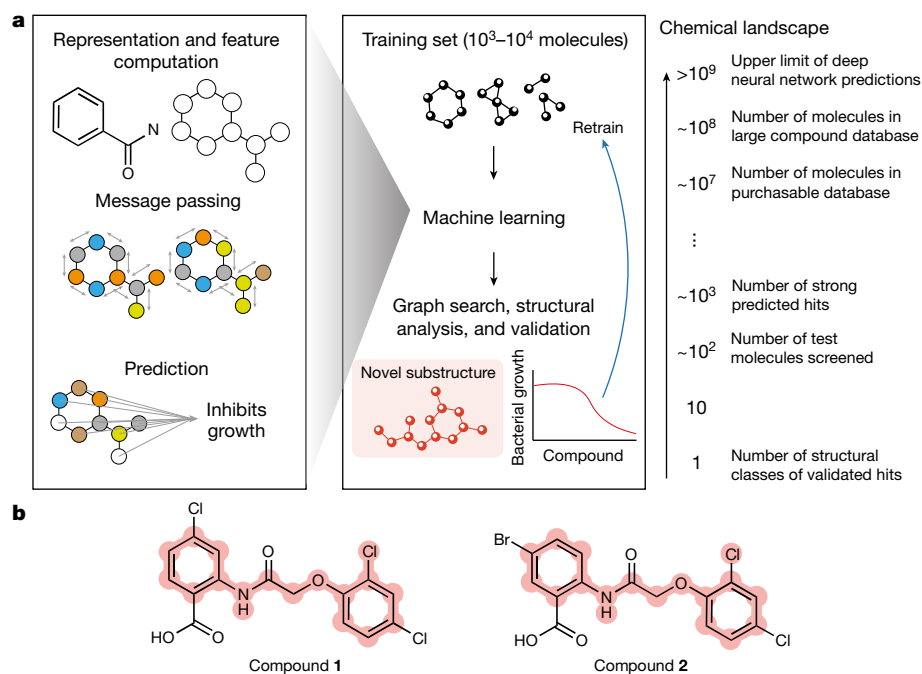 a
Representation and feature
computation
N
O
Message passing
Prediction
Inhibits
growth
Training set (10³–10⁴ molecules)
Retrain
Machine learning
Graph search, structural
analysis, and validation
Novel substructure
Bacterial growth
Compound
Chemical landscape
>10⁹
Upper limit of deep
neural network predictions
~10⁸
Number of molecules in
large compound database
~10⁷
Number of molecules in
purchasable database
...
~10³
Number of strong
predicted hits
~10²
Number of test
molecules screened
10
1
Number of structural
classes of validated hits
b
Cl
O
Cl
O
N
H
HO
O
Cl
Compound 1
Br
O
Cl
O
N
H
HO
O
Cl
Compound 2